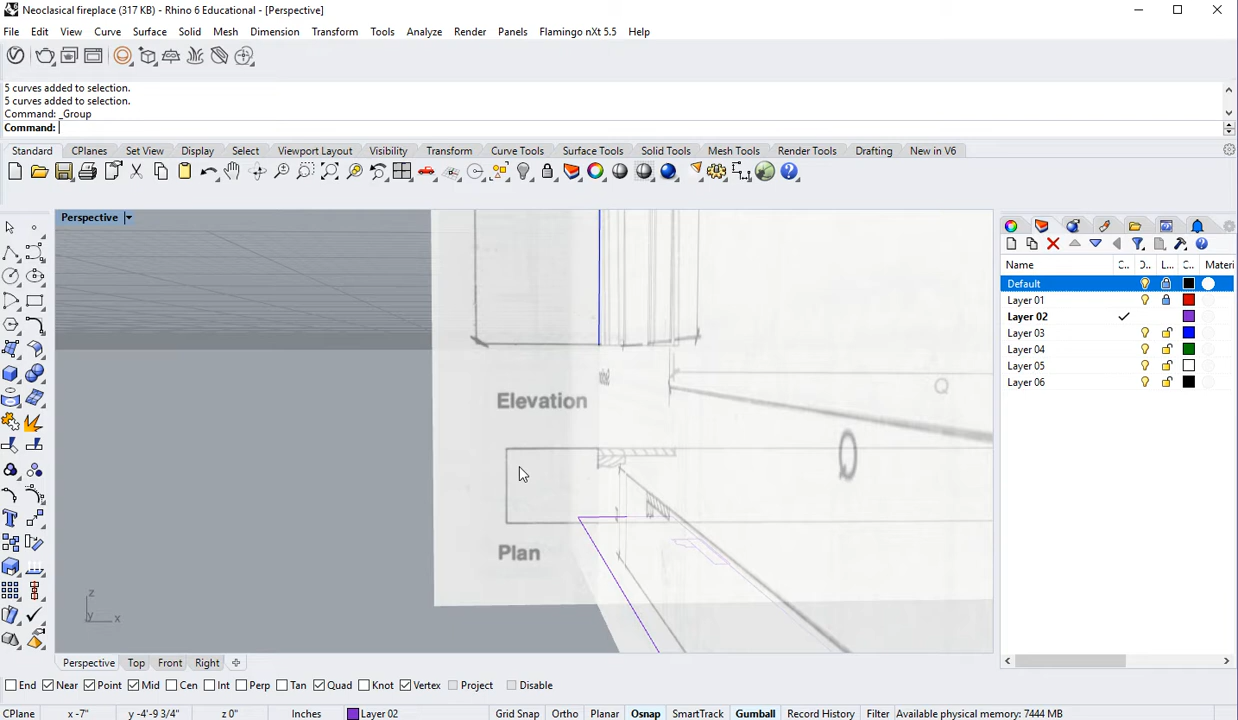 Neoclasical fireplace (317 KB) - Rhino 6 Educational - [Perspective]
File Edit View Curve Surface Solid Mesh Dimension Transform Tools Analyze Render Panels Flamingo nXt 5.5 Help
5 curves added to selection.
5 curves added to selection.
Command: _Group
Command:
Standard CPlanes Set View Display Select Viewport Layout Visibility Transform Curve Tools Surface Tools Solid Tools Mesh Tools Render Tools Drafting New in V6
Perspective
Elevation
Q
Q
Plan
z
y x
Name C.. D.. L... C.. Materi
Default
Layer 01
Layer 02
Layer 03
Layer 04
Layer 05
Layer 06
Perspective Top Front Right
End Near Point Mid Cen Int Perp Tan Quad Knot Vertex Project Disable
CPlane x -7" y -4'-9 3/4" z 0" Inches Layer 02 Grid Snap Ortho Planar Osnap SmartTrack Gumball Record History Filter Available physical memory: 7444 MB